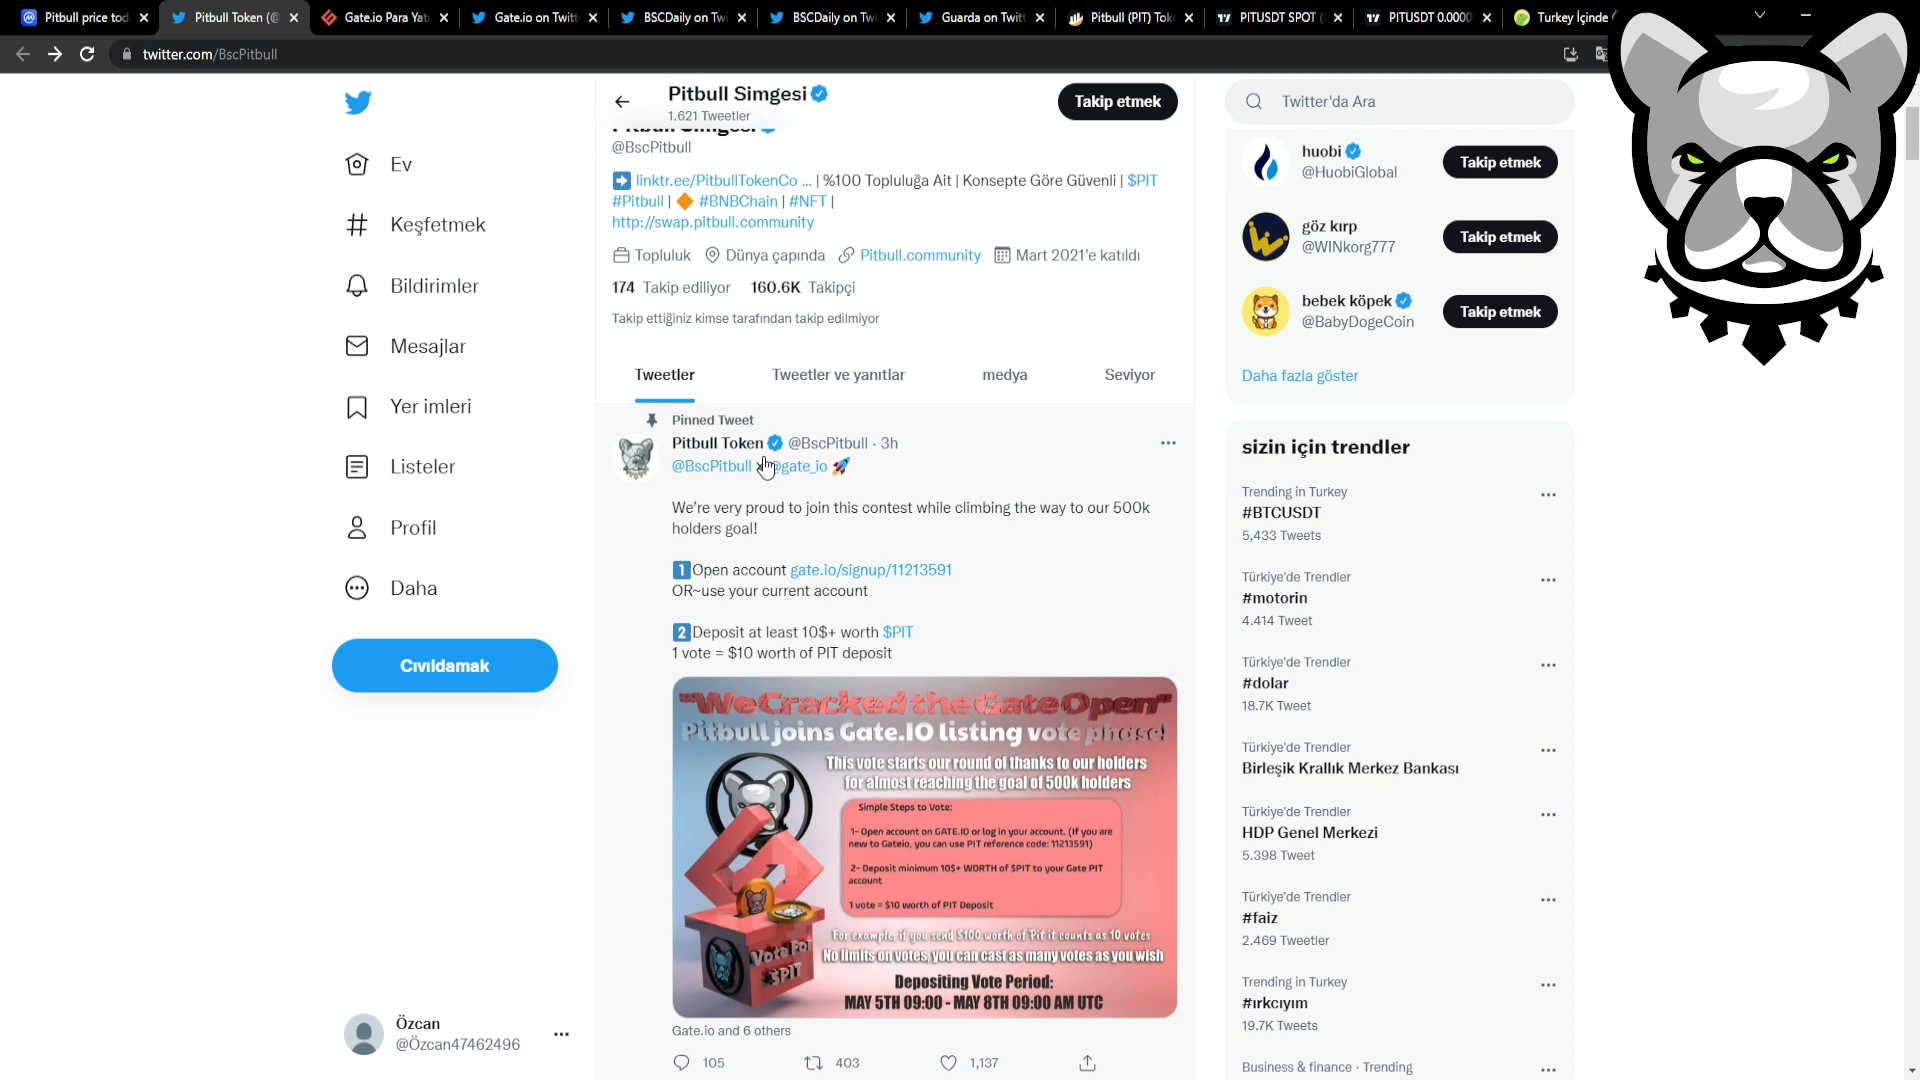 Pitbull price tod
Pitbull Token (@
Gate.io Para Yat
Gate.io on Twitt
BSCDaily on Twi
BSCDaily on Twi
Guarda on Twitt
Pitbull (PIT) Tok
PITUSDT SPOT (
PITUSDT 0.0000
Turkey İçinde
twitter.com/BscPitbull
Ev
Keşfetmek
Bildirimler
Mesajlar
Yer imleri
Listeler
Profil
Daha
Cıvıldamak
Özcan
@Özcan47462496
Pitbull Simgesi
1.621 Tweetler
Takip etmek
Pitbull Simgesi
@BscPitbull
linktr.ee/PitbullTokenCo ... | %100 Topluluğa Ait | Konsepte Göre Güvenli | $PIT
#Pitbull | 🔶 #BNBChain | #NFT |
http://swap.pitbull.community
Topluluk Dünya çapında Pitbull.community Mart 2021'e katıldı
174 Takip ediliyor 160.6K Takipçi
Takip ettiğiniz kimse tarafından takip edilmiyor
Tweetler Tweetler ve yanıtlar medya Seviyor
Pinned Tweet
Pitbull Token @BscPitbull · 3h
@BscPitbull @gate_io 🚀
We're very proud to join this contest while climbing the way to our 500k
holders goal!
1️⃣Open account gate.io/signup/11213591
OR~use your current account
2️⃣Deposit at least 10$+ worth $PIT
1 vote = $10 worth of PIT deposit
"We Cracked the Gate Open"
Pitbull joins Gate.IO listing vote phase!
This vote starts our round of thanks to our holders
for almost reaching the goal of 500k holders
Simple Steps to Vote:
1- Open account on GATE.IO or log in your account. (If you are
new to Gateio, you can use PIT reference code: 11213591)
2- Deposit minimum 10$+ WORTH of $PIT to your Gate PIT
account
1 vote = $10 worth of PIT Deposit
For example, if you send $100 worth of Pit it counts as 10 votes
No limits on votes, you can cast as many votes as you wish
Depositing Vote Period:
MAY 5TH 09:00 - MAY 8TH 09:00 AM UTC
Vote For
$PIT
Gate.io and 6 others
105 403 1,137
Twitter'da Ara
huobi
@HuobiGlobal
Takip etmek
göz kırp
@WINkorg777
Takip etmek
bebek köpek
@BabyDogeCoin
Takip etmek
Daha fazla göster
sizin için trendler
Trending in Turkey
#BTCUSDT
5,433 Tweets
Türkiye'de Trendler
#motorin
4.414 Tweet
Türkiye'de Trendler
#dolar
18.7K Tweet
Türkiye'de Trendler
Birleşik Krallık Merkez Bankası
Türkiye'de Trendler
HDP Genel Merkezi
5.398 Tweet
Türkiye'de Trendler
#faiz
2.469 Tweetler
Trending in Turkey
#ırkcıyım
19.7K Tweets
Business & finance · Trending